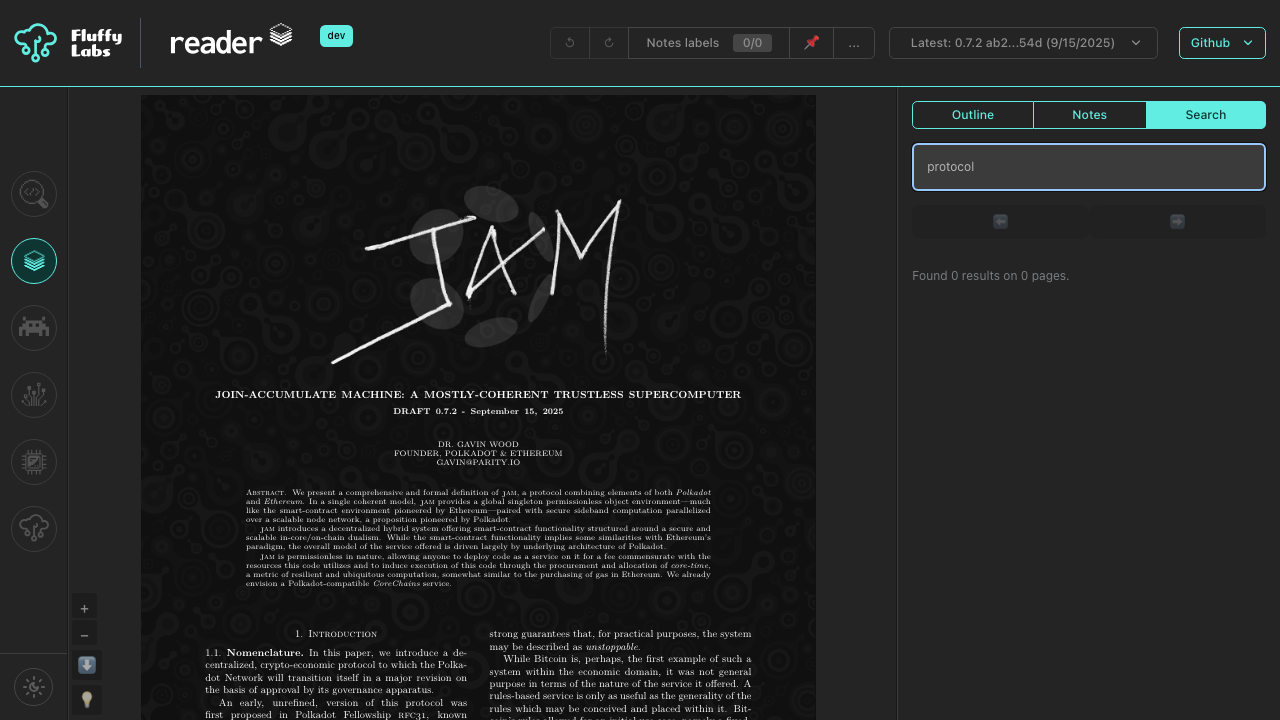 Fluffy
Labs
reader
dev
Notes labels 0/0
...
Latest: 0.7.2 ab2...54d (9/15/2025)
Github
Outline
Notes
Search
protocol
Found 0 results on 0 pages.
JAM
JOIN-ACCUMULATE MACHINE: A MOSTLY-COHERENT TRUSTLESS SUPERCOMPUTER
DRAFT 0.7.2 - September 15, 2025
DR. GAVIN WOOD
FOUNDER, POLKADOT & ETHEREUM
GAVIN@PARITY.IO
Abstract. We present a comprehensive and formal definition of JAM, a protocol combining elements of both Polkadot
and Ethereum. In a single coherent model, JAM provides a global singleton permissionless object environment—much
like the smart-contract environment pioneered by Ethereum—paired with secure sideband computation parallelized
over a scalable node network, a proposition pioneered by Polkadot.
JAM introduces a decentralized hybrid system offering smart-contract functionality structured around a secure and
scalable in-core/on-chain dualism. While the smart-contract functionality implies some similarities with Ethereum's
paradigm, the overall model of the service offered is driven largely by underlying architecture of Polkadot.
JAM is permissionless in nature, allowing anyone to deploy code as a service on it for a fee commensurate with the
resources this code utilizes and to induce execution of this code through the procurement and allocation of core-time,
a metric of resilient and ubiquitous computation, somewhat similar to the purchasing of gas in Ethereum. We already
envision a Polkadot-compatible CoreChains service.
1. Introduction
1.1. Nomenclature. In this paper, we introduce a de-
centralized, crypto-economic protocol to which the Polka-
dot Network will transition itself in a major revision on
the basis of approval by its governance apparatus.
An early, unrefined, version of this protocol was
first proposed in Polkadot Fellowship RFC31, known
strong guarantees that, for practical purposes, the system
may be described as unstoppable.
While Bitcoin is, perhaps, the first example of such a
system within the economic domain, it was not general
purpose in terms of the nature of the service it offered. A
rules-based service is only as useful as the generality of the
rules which may be conceived and placed within it. Bit-
+
−